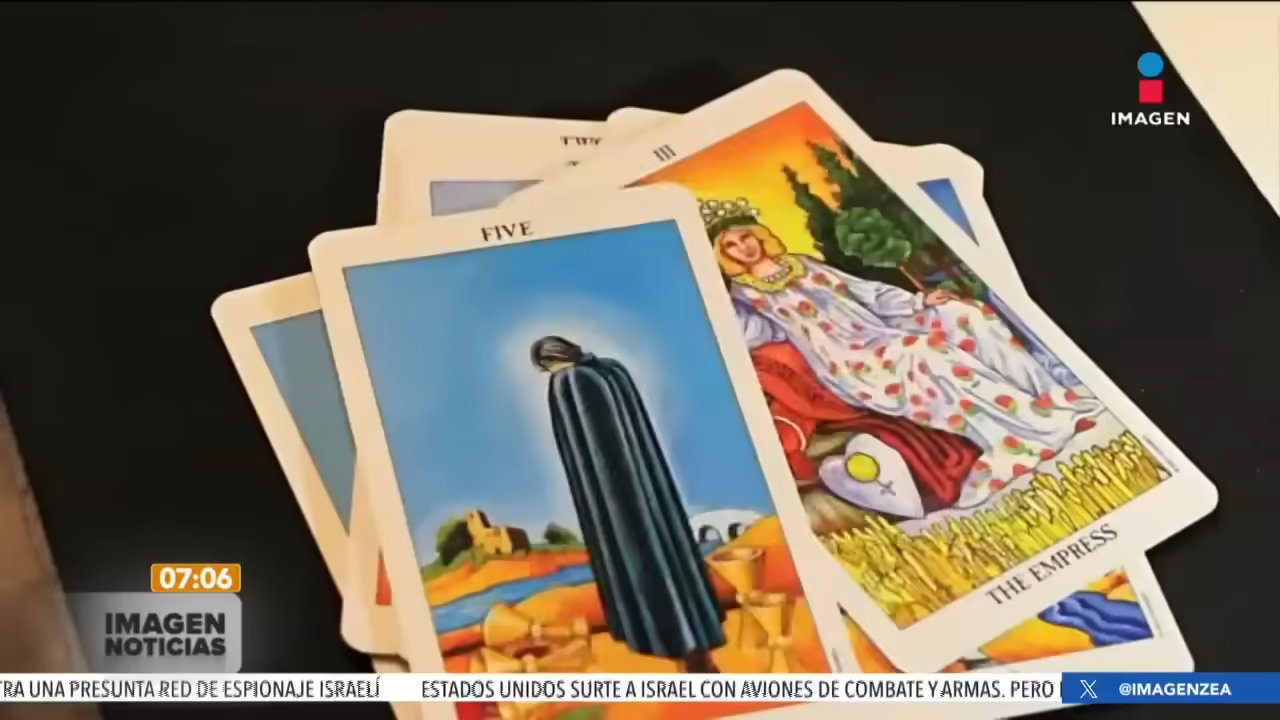 IMAGEN
III
FIVE
THE EMPRESS
07:06
IMAGEN
NOTICIAS
TRA UNA PRESUNTA RED DE ESPIONAJE ISRAELÍ
ESTADOS UNIDOS SURTE A ISRAEL CON AVIONES DE COMBATE Y ARMAS. PERO
@IMAGENZEA